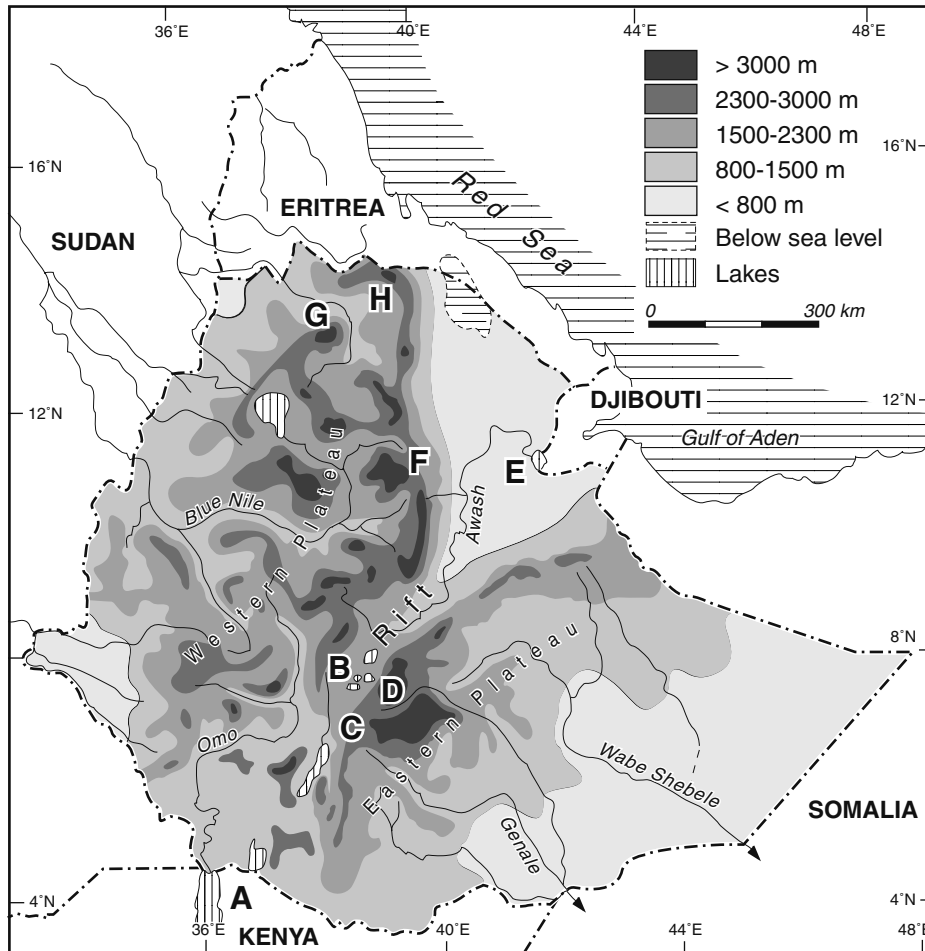 36°E
40°E
44°E
48°E
> 3000 m
2300-3000 m
1500-2300 m
800-1500 m
< 800 m
Below sea level
Lakes
0
300 km
16°N
16°N
Red Sea
ERITREA
SUDAN
H
G
12°N
12°N
DJIBOUTI
Gulf of Aden
F
E
Blue Nile
Awash
Western Plateau
Rift
8°N
B
D
C
Eastern Plateau
Omo
Wabe Shebele
SOMALIA
Genale
A
4°N
4°N
KENYA
36°E
40°E
44°E
48°E